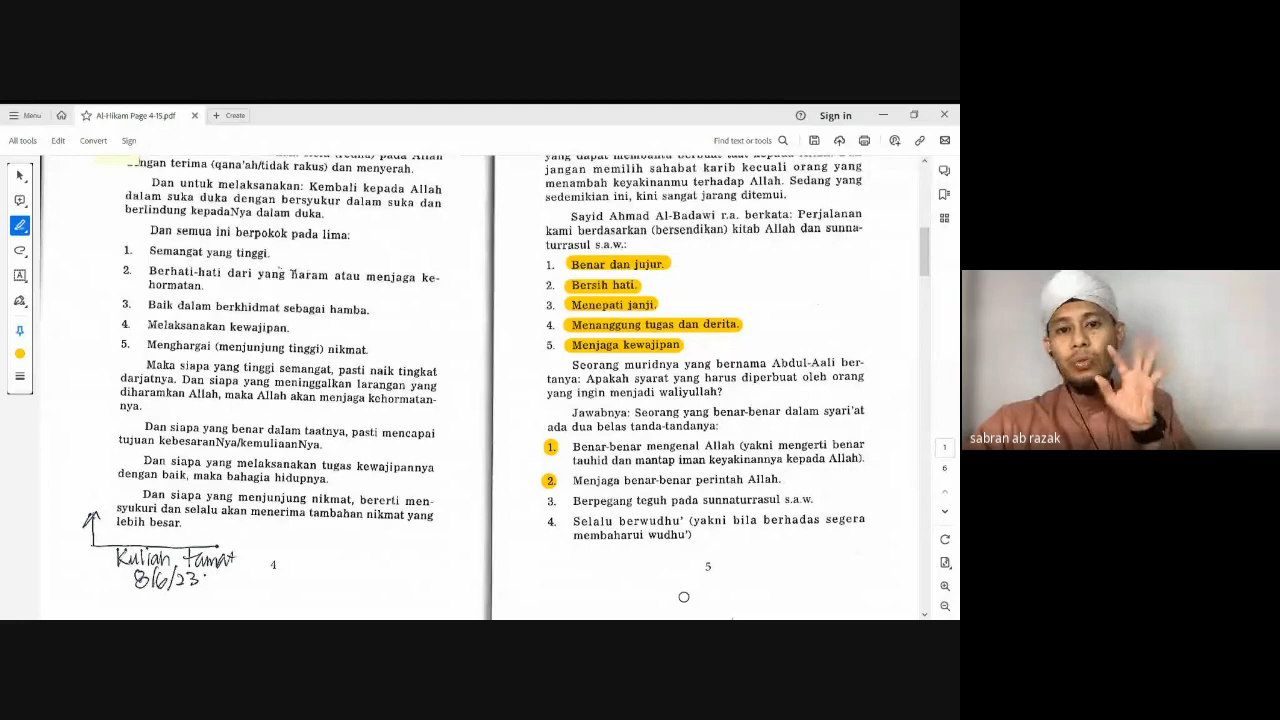 Menu
Al-Hikam Page 4-15.pdf
Create
Sign in
All tools Edit Convert Sign
Find text or tools
pada Allah
dengan terima (qana'ah/tidak rakus) dan menyerah.
Dan untuk melaksanakan: Kembali kepada Allah
dalam suka duka dengan bersyukur dalam suka dan
berlindung kepadaNya dalam duka.
Dan semua ini berpokok pada lima:
1. Semangat yang tinggi.
2. Berhati-hati dari yang haram atau menjaga ke-
hormatan.
3. Baik dalam berkhidmat sebagai hamba.
4. Melaksanakan kewajipan.
5. Menghargai (menjunjung tinggi) nikmat.
Maka siapa yang tinggi semangat, pasti naik tingkat
darjatnya. Dan siapa yang meninggalkan larangan yang
diharamkan Allah, maka Allah akan menjaga kehormatan-
nya.
Dan siapa yang benar dalam taatnya, pasti mencapai
tujuan kebesaranNya/kemuliaanNya.
Dan siapa yang melaksanakan tugas kewajipannya
dengan baik, maka bahagia hidupnya.
Dan siapa yang menjunjung nikmat, bererti men-
syukuri dan selalu akan menerima tambahan nikmat yang
lebih besar.
Kuliah tamat
8/6/23.
4
yang dapat membantu berbuat taat kepada
jangan memilih sahabat karib kecuali orang yang
menambah keyakinanmu terhadap Allah. Sedang yang
sedemikian ini, kini sangat jarang ditemui.
Sayid Ahmad Al-Badawi r.a. berkata: Perjalanan
kami berdasarkan (bersendikan) kitab Allah dan sunna-
turrasul s.a.w.:
1. Benar dan jujur.
2. Bersih hati.
3. Menepati janji.
4. Menanggung tugas dan derita.
5. Menjaga kewajipan
Seorang muridnya yang bernama Abdul-Aali ber-
tanya: Apakah syarat yang harus diperbuat oleh orang
yang ingin menjadi waliyullah?
Jawabnya: Seorang yang benar-benar dalam syari'at
ada dua belas tanda-tandanya:
1. Benar-benar mengenal Allah (yakni mengerti benar
tauhid dan mantap iman keyakinannya kepada Allah).
2. Menjaga benar-benar perintah Allah.
3. Berpegang teguh pada sunnaturrasul s.a.w.
4. Selalu berwudhu' (yakni bila berhadas segera
membaharui wudhu')
5
1
6
sabran ab razak